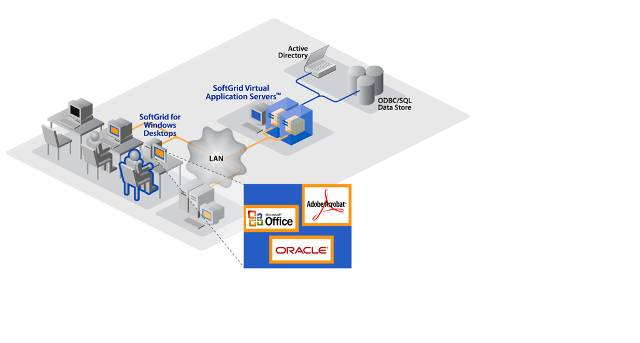 Active
Directory
SoftGrid Virtual
Application Servers™
ODBC/SQL
Data Store
SoftGrid for
Windows
Desktops
LAN
Adobe Acrobat
Microsoft
Office
ORACLE